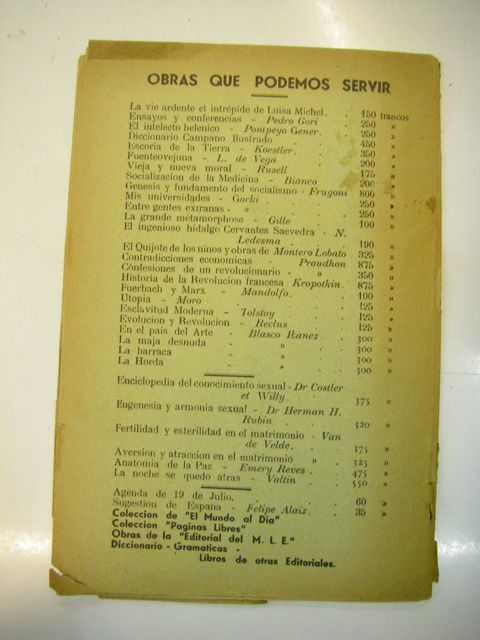 OBRAS QUE PODEMOS SERVIR
La vie ardente et intrépide de Luisa Michel. . 150 francos
Ensayos y conferencias - Pedro Gori . . 250 »
El intelecto helenico - Pompeyo Gener. . 250 »
Diccionario Campano Ilustrado . . 450 »
Escoria de la Tierra - Koestler. . . 350 »
Fuenteovejuna - L. de Vega . . 200 »
Vieja y nueva moral - Rusell . . 175 »
Socializacion de la Medicina - Bianco . 200 »
Genesis y fundamento del socialismo - Frugoni 800 »
Mis universidades - Gorki . . 250 »
Entre gentes extranas. - » . . 250 »
La grande métamorphose - Gille . . 100 »
El ingenioso hidalgo Cervantes Saevedra - N.
Ledesma . . . 190 »
El Quijote de los ninos y obras de Montero Lobato 325 »
Contradicciones economicas - Proudhon 875 »
Confesiones de un revolucionario - » 350 »
Historia de la Revolucion francesa Kropotkin. 875 »
Fuerbach y Marx - Mandolfo. . . 100 »
Utopia - Moro . . . 125 »
Esclavitud Moderna - Tolstoy . . 125 »
Evolucion y Revolucion - Reclus . . 125 »
En el pais del Arte - Blasco Ibanez. . 300 »
La maja desnuda - » . . 300 »
La barraca - » . . 300 »
La Horda - » . . 300 »
Enciclopedia del conocimiento sexual - Dr Costler
et Willy. . . 375 »
Eugenesia y armonia sexual - Dr Herman H.
Rubin . . . 320 »
Fertilidad y esterilidad en el matrimonio - Van
de Velde. . . 375 »
Aversion y atraccion en el matrimonio » . 325 »
Anatomia de la Paz - Emery Reves. . 475 »
La noche se quedo atras - Valtin . . 550 »
Agenda de 19 de Julio. . . . 60 »
Sugestion de Espana - Felipe Alaiz. . 35 »
Coleccion de "El Mundo al Dia"
Coleccion "Paginas Libres"
Obras de la "Editorial del M. L. E."
Diccionario - Gramaticas -
Libros de otras Editoriales.